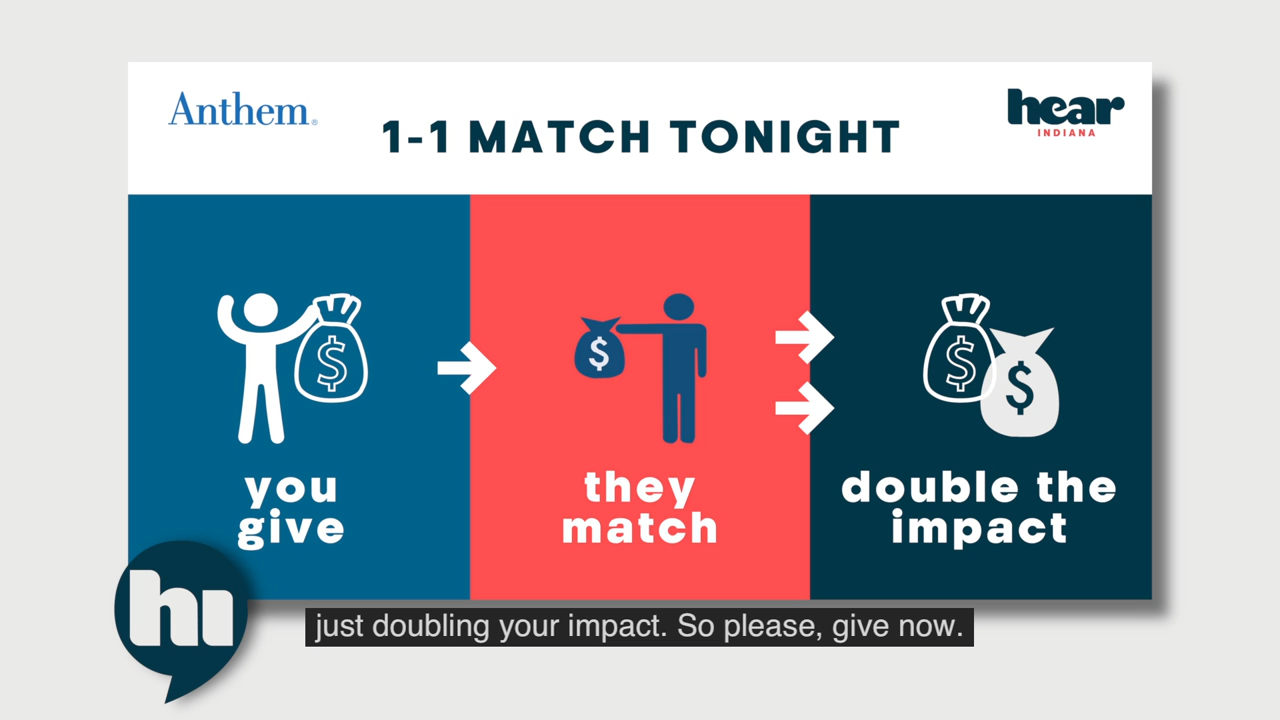 Anthem®
hear
INDIANA
1-1 MATCH TONIGHT
$
$
$
$
you
give
they
match
double the
impact
hi
just doubling your impact. So please, give now.